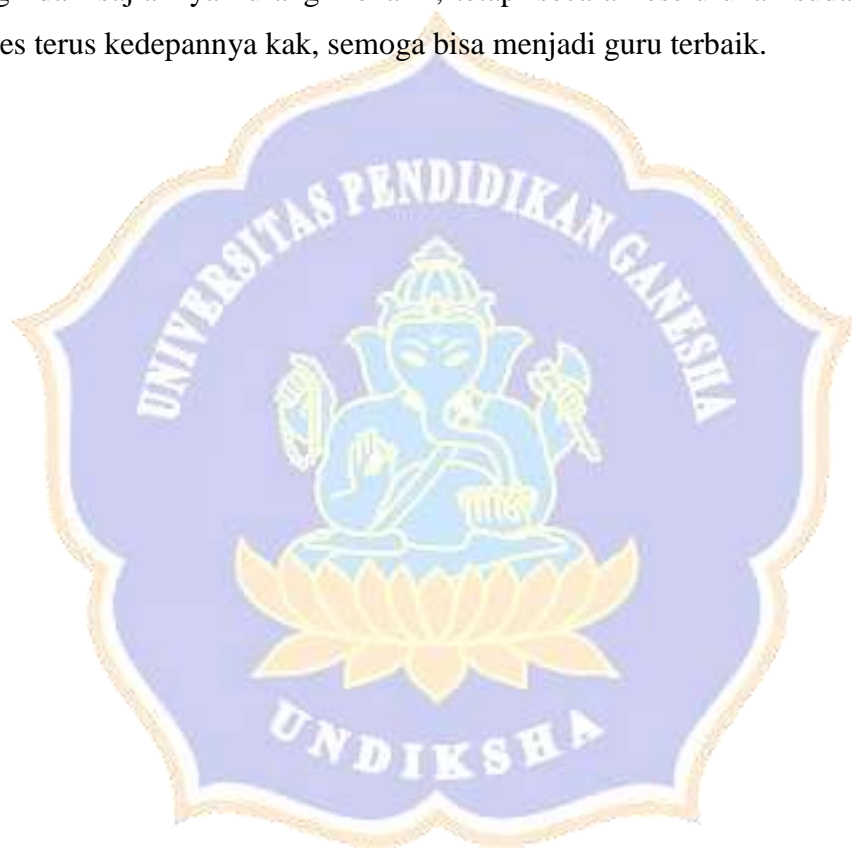 es terus kedepannya kak, semoga bisa menjadi guru terbaik.
UNIVERSITAS PENDIDIKAN GANESHA
UNDIKSHA